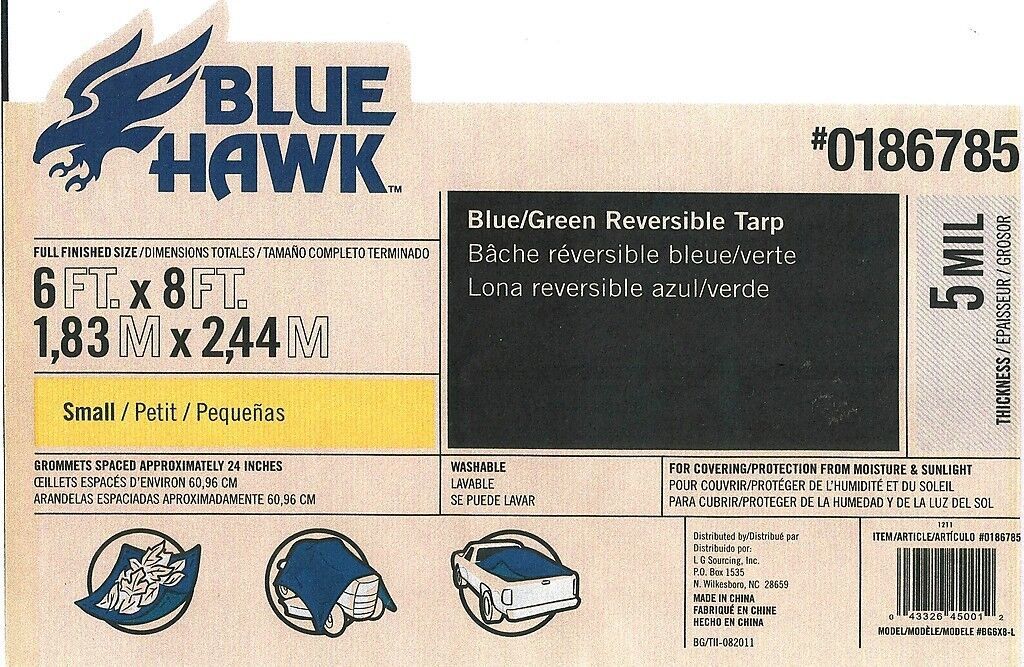 BLUE
HAWK™
#0186785
FULL FINISHED SIZE / DIMENSIONS TOTALES / TAMAÑO COMPLETO TERMINADO
6 FT. x 8 FT.
1,83 M x 2,44 M
Small / Petit / Pequeñas
Blue/Green Reversible Tarp
Bâche réversible bleue/verte
Lona reversible azul/verde
5 MIL
THICKNESS / ÉPAISSEUR / GROSOR
GROMMETS SPACED APPROXIMATELY 24 INCHES
ŒILLETS ESPACÉS D'ENVIRON 60,96 CM
ARANDELAS ESPACIADAS APROXIMADAMENTE 60,96 CM
WASHABLE
LAVABLE
SE PUEDE LAVAR
FOR COVERING/PROTECTION FROM MOISTURE & SUNLIGHT
POUR COUVRIR/PROTÉGER DE L'HUMIDITÉ ET DU SOLEIL
PARA CUBRIR/PROTEGER DE LA HUMEDAD Y DE LA LUZ DEL SOL
Distributed by/Distribué par
Distribuido por:
L G Sourcing, Inc.
P.O. Box 1535
N. Wilkesboro, NC 28659
MADE IN CHINA
FABRIQUÉ EN CHINE
HECHO EN CHINA
BG/TII-082011
1211
ITEM/ARTICLE/ARTÍCULO #0186785
0 43326 45001 2
MODEL/MODÈLE/MODELE #BG6X8-L